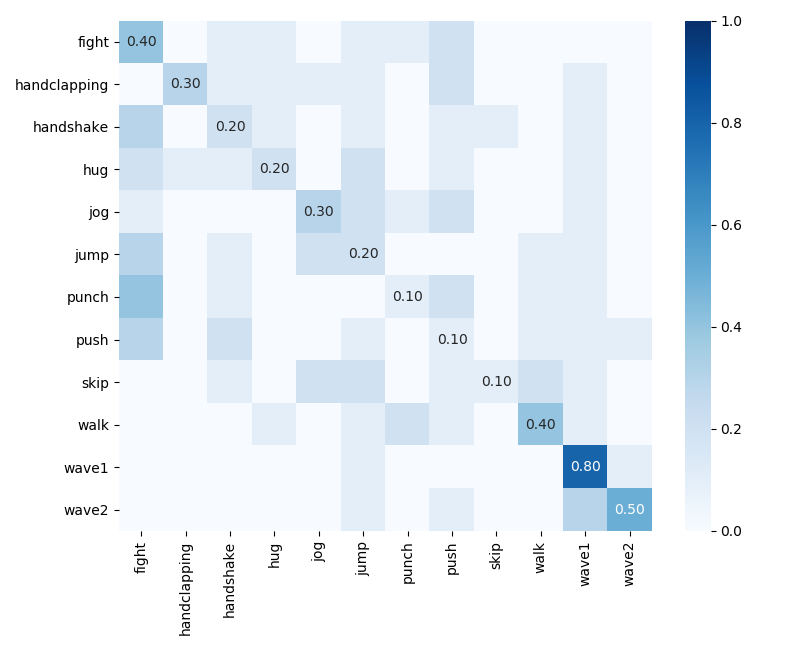 1.0
fight 0.40
handclapping 0.30
handshake 0.20
0.8
hug 0.20
jog 0.30
0.6
jump 0.20
punch 0.10
0.4
push 0.10
skip 0.10
0.2
walk 0.40
wave1 0.80
wave2 0.50
0.0
fight
handclapping
handshake
hug
jog
jump
punch
push
skip
walk
wave1
wave2